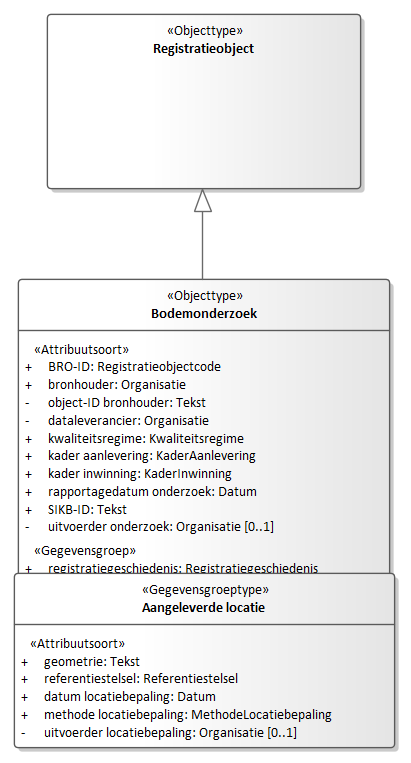 «Objecttype»
Registratieobject
«Objecttype»
Bodemonderzoek
«Attribuutsoort»
+ BRO-ID: Registratieobjectcode
+ bronhouder: Organisatie
- object-ID bronhouder: Tekst
- dataleverancier: Organisatie
+ kwaliteitsregime: Kwaliteitsregime
+ kader aanlevering: KaderAanlevering
+ kader inwinning: KaderInwinning
+ rapportagedatum onderzoek: Datum
+ SIKB-ID: Tekst
- uitvoerder onderzoek: Organisatie [0..1]
«Gegevensgroep»
+ registratiegeschiedenis: Registratiegeschiedenis
«Gegevensgroeptype»
Aangeleverde locatie
«Attribuutsoort»
+ geometrie: Tekst
+ referentiestelsel: Referentiestelsel
+ datum locatiebepaling: Datum
+ methode locatiebepaling: MethodeLocatiebepaling
- uitvoerder locatiebepaling: Organisatie [0..1]